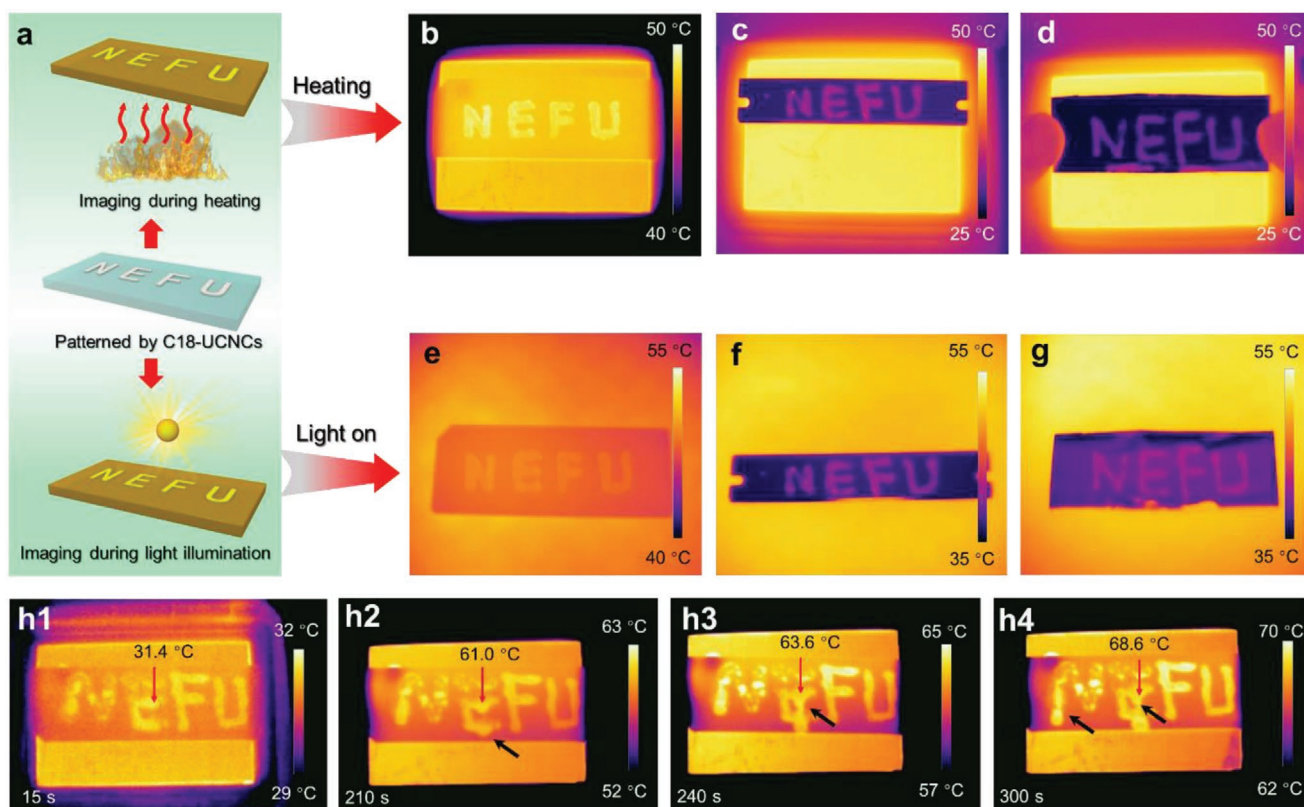 a
NEFU
Imaging during heating
NEFU
Patterned by C18-UCNCs
NEFU
Imaging during light illumination
Heating
Light on
b
50 °C
NEFU
40 °C
c
50 °C
NEFU
25 °C
d
50 °C
NEFU
25 °C
e
55 °C
NEFU
40 °C
f
55 °C
NEFU
35 °C
g
55 °C
NEFU
35 °C
h1
32 °C
31.4 °C
NEFU
29 °C
15 s
h2
63 °C
61.0 °C
NEFU
52 °C
210 s
h3
65 °C
63.6 °C
NEFU
57 °C
240 s
h4
70 °C
68.6 °C
NEFU
62 °C
300 s